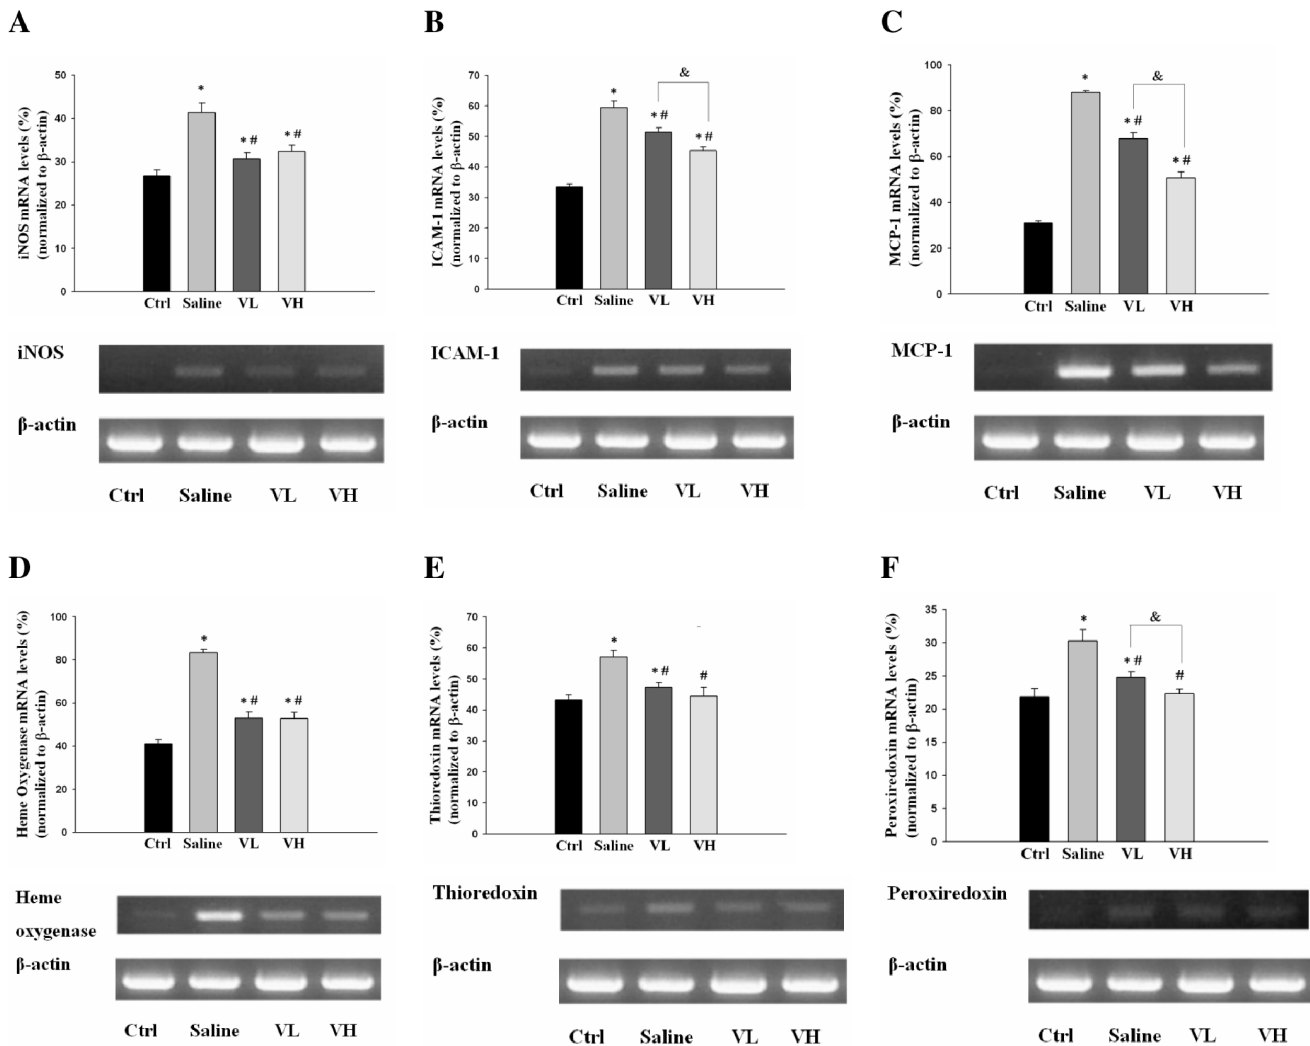 A
iNOS mRNA levels (%)
(normalized to β-actin)
50
40
30
20
10
0
*
* #
* #
Ctrl Saline VL VH
iNOS
β-actin
Ctrl Saline VL VH
B
ICAM-1 mRNA levels (%)
(normalized to β-actin)
70
60
50
40
30
20
10
0
&
*
* #
* #
Ctrl Saline VL VH
ICAM-1
β-actin
Ctrl Saline VL VH
C
MCP-1 mRNA levels (%)
(normalized to β-actin)
100
80
60
40
20
0
&
*
* #
* #
Ctrl Saline VL VH
MCP-1
β-actin
Ctrl Saline VL VH
D
Heme Oxygenase mRNA levels (%)
(normalized to β-actin)
100
80
60
40
20
0
*
* #
* #
Ctrl Saline VL VH
Heme
oxygenase
β-actin
Ctrl Saline VL VH
E
Thioredoxin mRNA levels (%)
(normalized to β-actin)
70
60
50
40
30
20
10
0
*
* #
#
Ctrl Saline VL VH
Thioredoxin
β-actin
Ctrl Saline VL VH
F
Peroxiredoxin mRNA levels (%)
(normalized to β-actin)
35
30
25
20
15
10
5
0
&
*
* #
#
Ctrl Saline VL VH
Peroxiredoxin
β-actin
Ctrl Saline VL VH